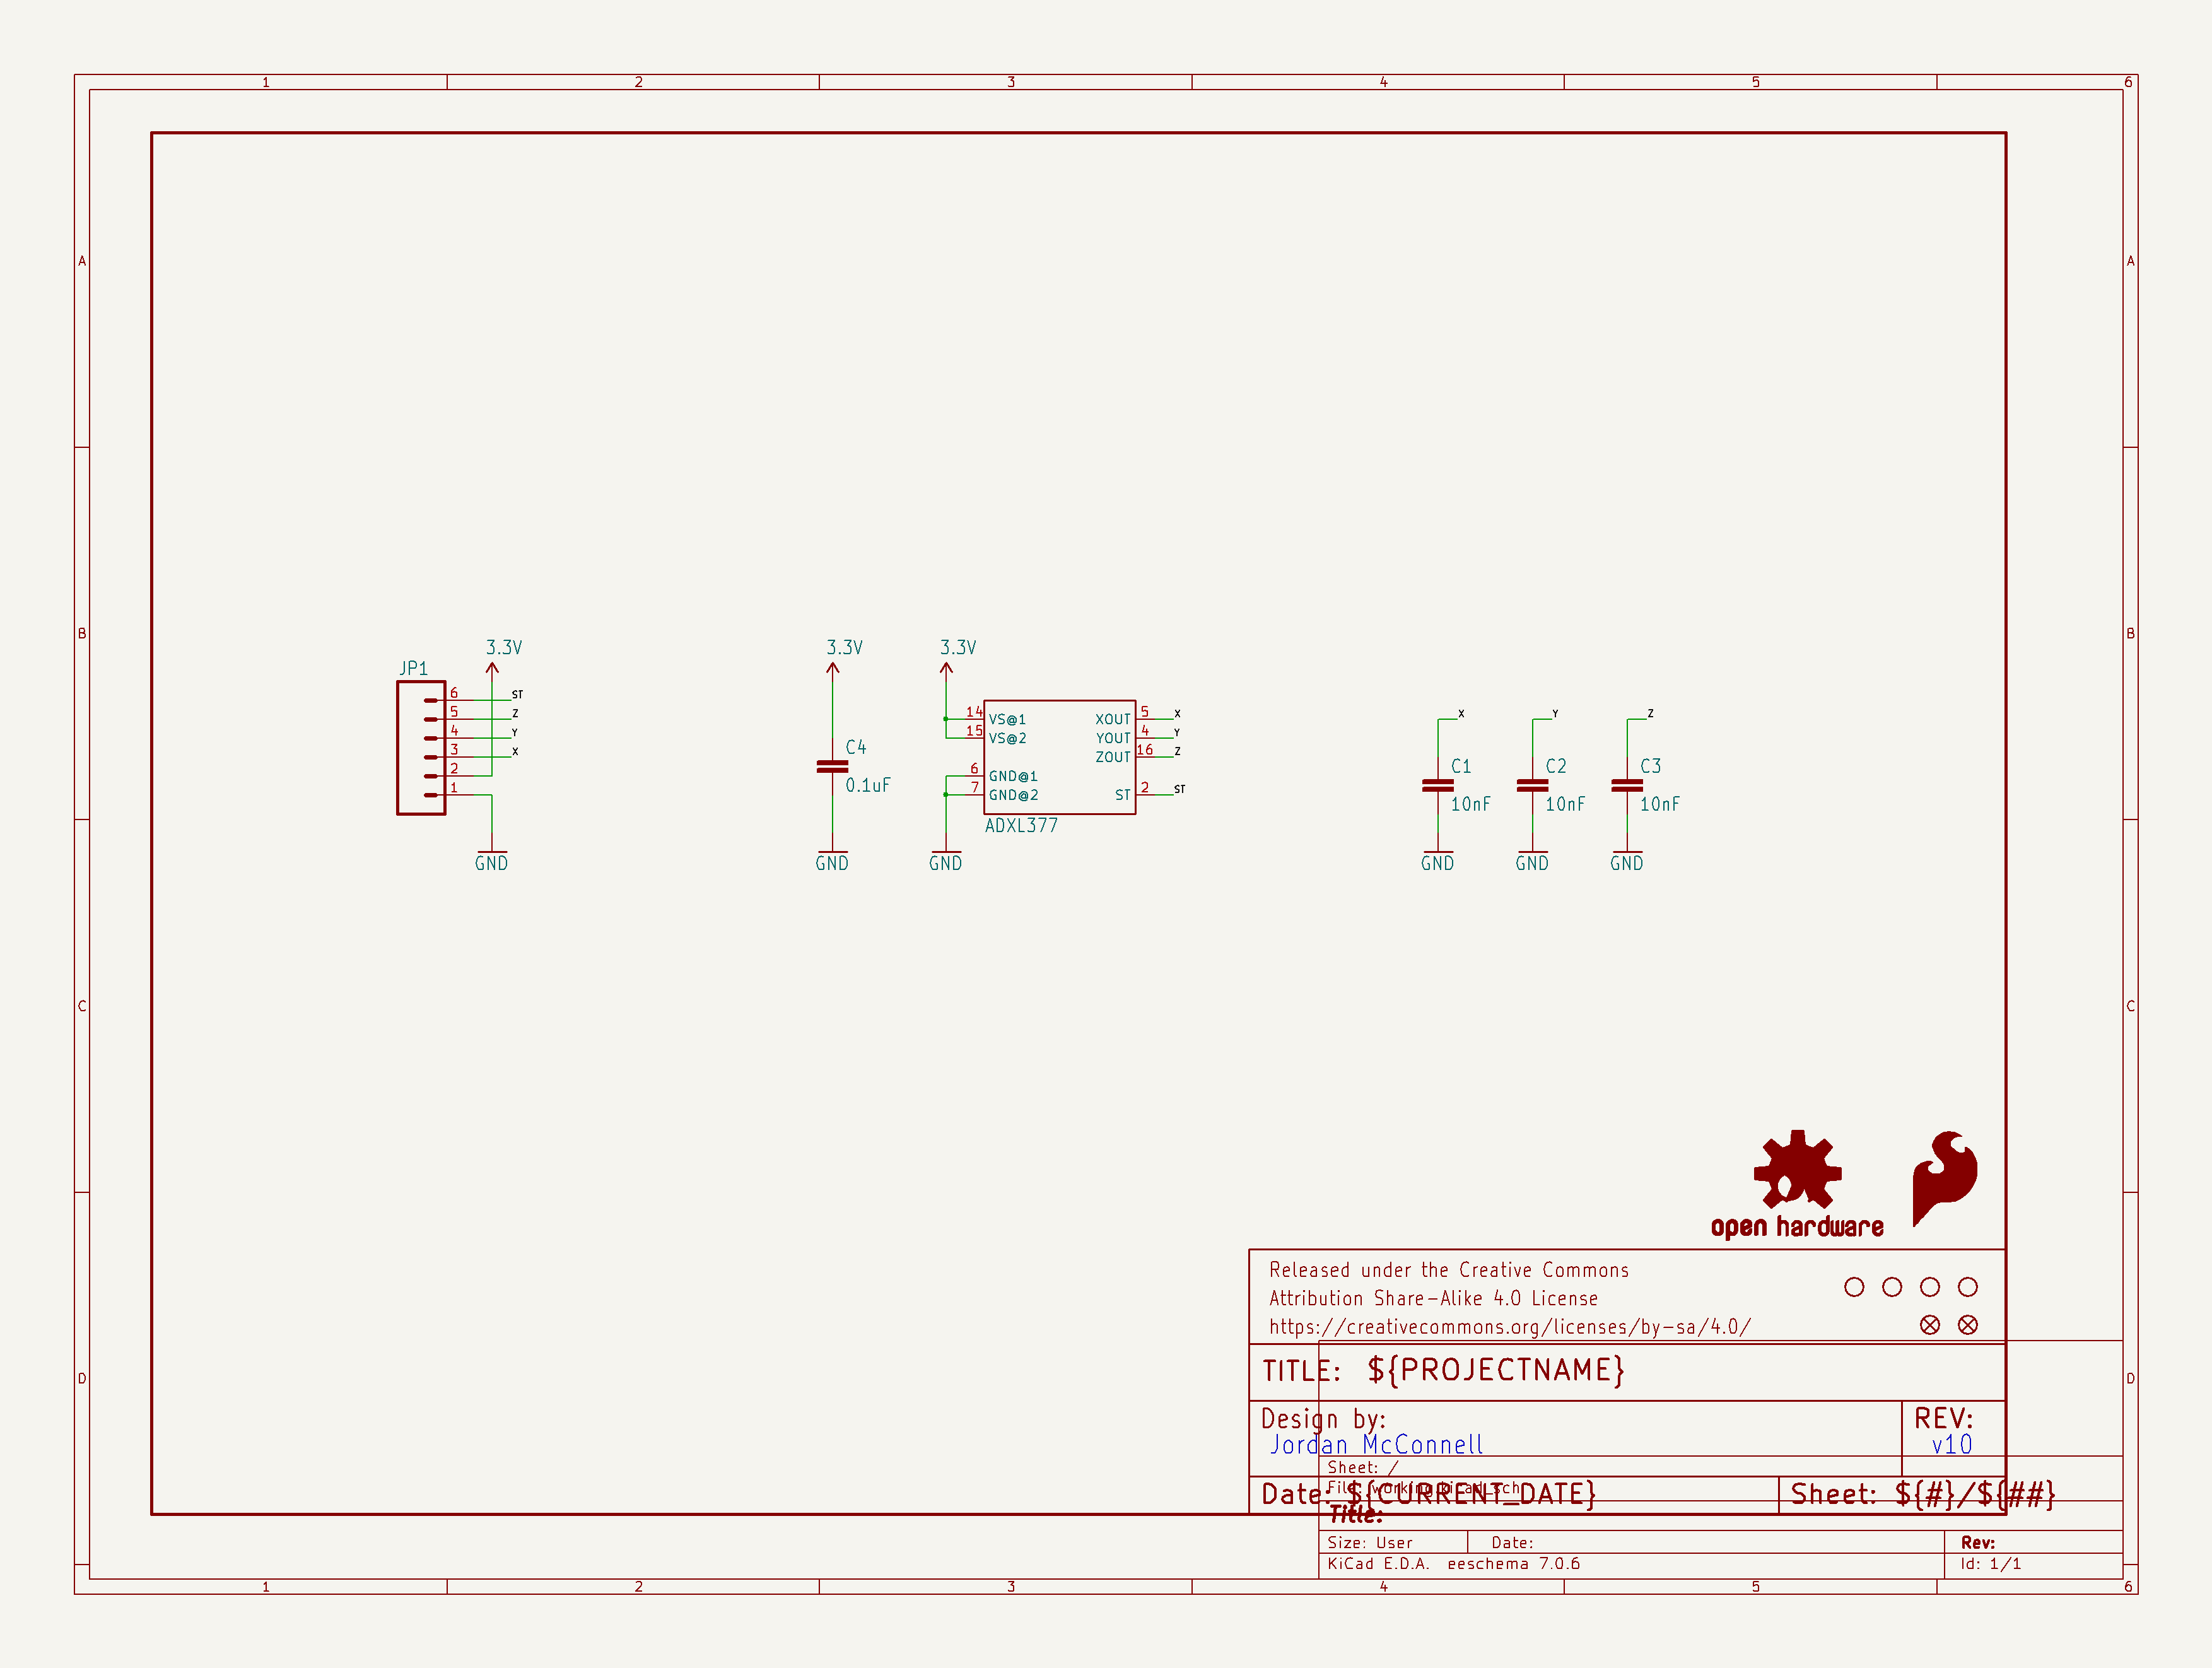 1 2 3 4 5 6
A A
B B
C C
D D
3.3V
JP1
6 ST
5 Z
4 Y
3 X
2
1
GND
3.3V
C4
0.1uF
GND
3.3V
14 VS@1 XOUT 5 X
15 VS@2 YOUT 4 Y
ZOUT 16 Z
6 GND@1
7 GND@2 ST 2 ST
ADXL377
GND
X Y Z
C1 C2 C3
10nF 10nF 10nF
GND GND GND
open hardware
Released under the Creative Commons
Attribution Share-Alike 4.0 License
https://creativecommons.org/licenses/by-sa/4.0/
TITLE: ${PROJECTNAME}
Design by: REV:
Jordan McConnell v10
Sheet: /
File: working.kicad_sch
Date: ${CURRENT_DATE} Sheet: ${#}/${##}
Title:
Size: User Date: Rev:
KiCad E.D.A. eeschema 7.0.6 Id: 1/1
1 2 3 4 5 6